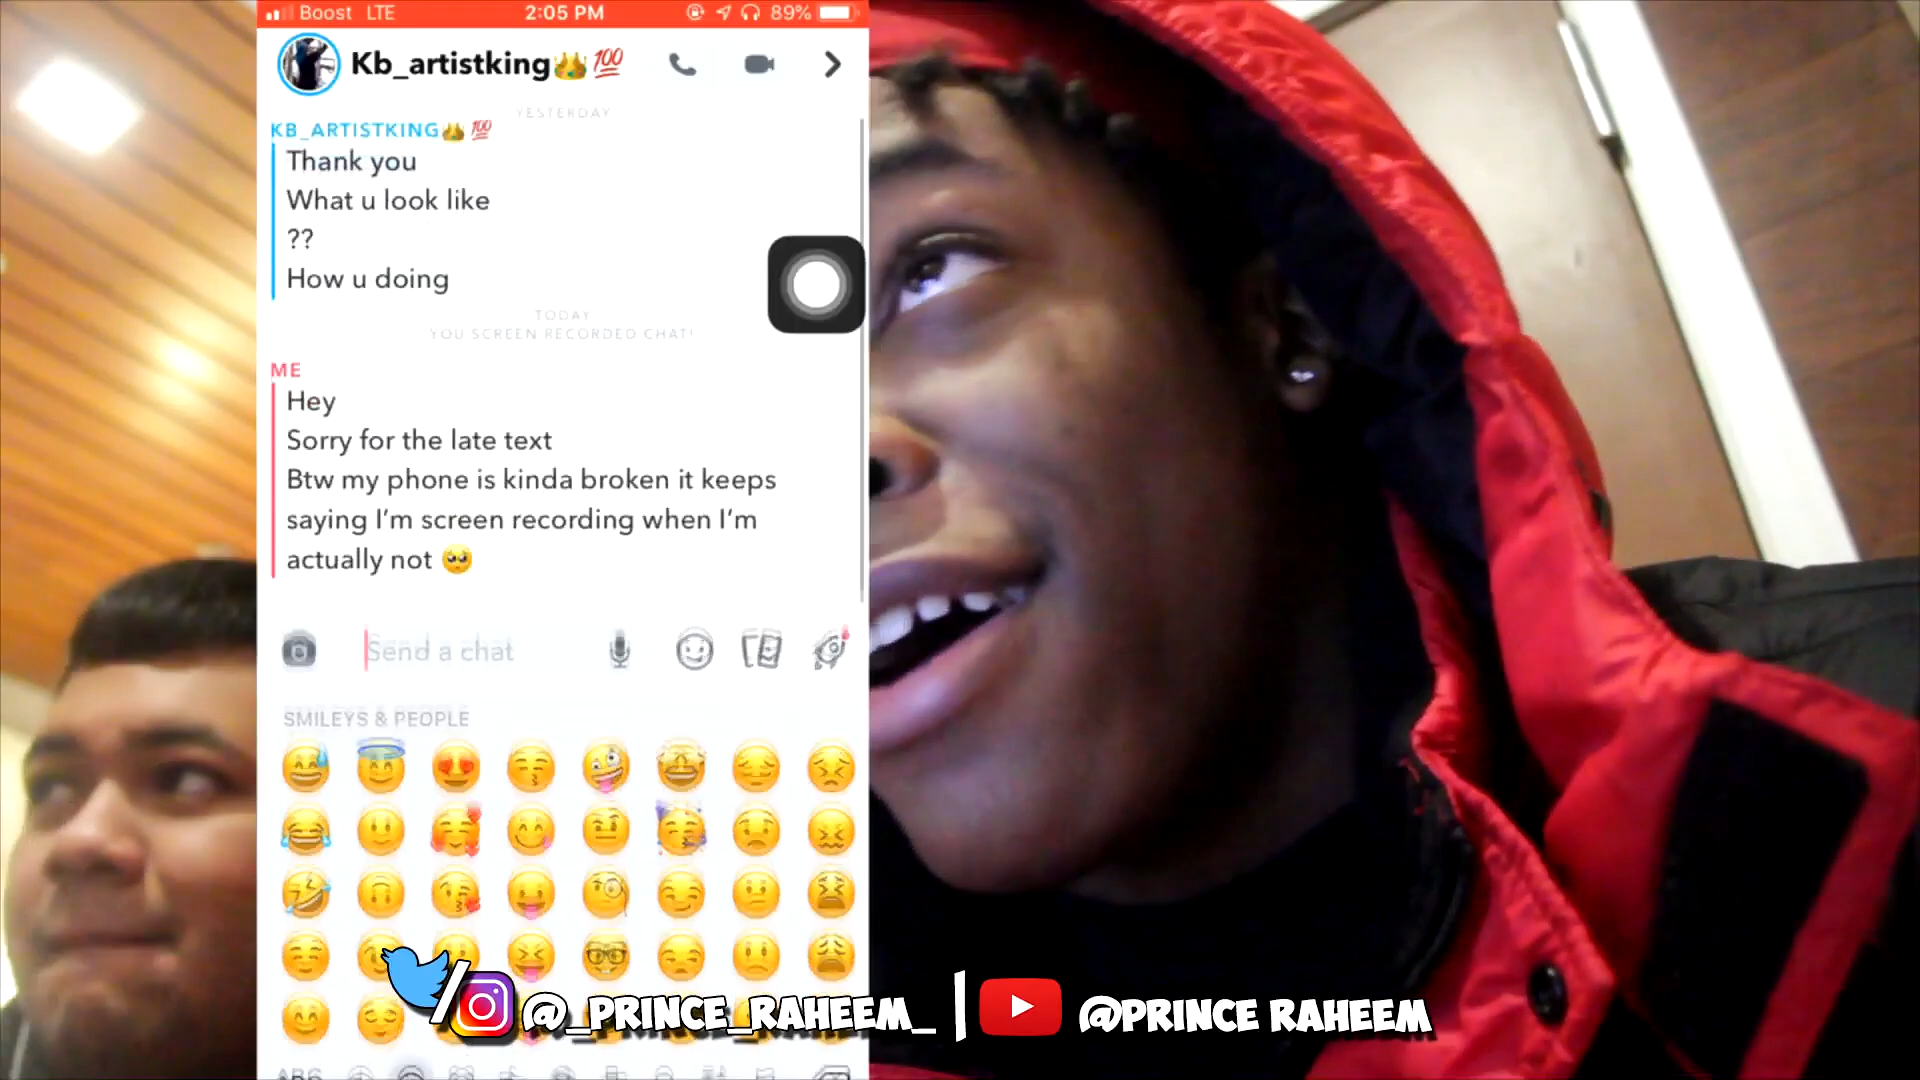 Boost LTE 2:05 PM 89%
Kb_artistking👑💯
YESTERDAY
KB_ARTISTKING👑💯
Thank you
What u look like
??
How u doing
TODAY
YOU SCREEN RECORDED CHAT!
ME
Hey
Sorry for the late text
Btw my phone is kinda broken it keeps
saying I'm screen recording when I'm
actually not 🥺
Send a chat
SMILEYS & PEOPLE
ABC
/ @_PRINCE_RAHEEM_ | @PRINCE RAHEEM